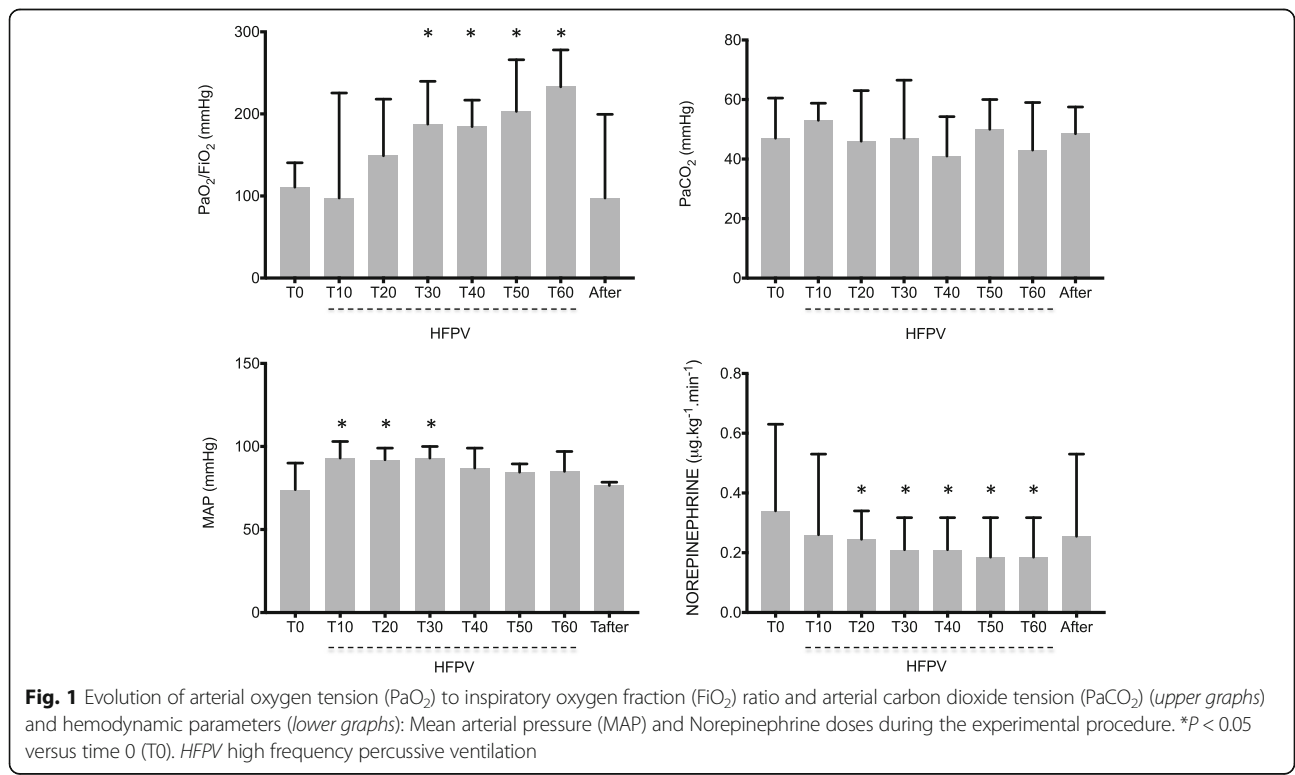 300
200
100
0
PaO2/FiO2 (mmHg)
* * * *
T0 T10 T20 T30 T40 T50 T60 After
HFPV
80
60
40
20
0
PaCO2 (mmHg)
T0 T10 T20 T30 T40 T50 T60 After
HFPV
150
100
50
0
MAP (mmHg)
* * *
T0 T10 T20 T30 T40 T50 T60 Tafter
HFPV
0.8
0.6
0.4
0.2
0.0
NOREPINEPHRINE (µg.kg-1.min-1)
* * * * *
T0 T10 T20 T30 T40 T50 T60 After
HFPV
Fig. 1 Evolution of arterial oxygen tension (PaO2) to inspiratory oxygen fraction (FiO2) ratio and arterial carbon dioxide tension (PaCO2) (upper graphs)
and hemodynamic parameters (lower graphs): Mean arterial pressure (MAP) and Norepinephrine doses during the experimental procedure. *P < 0.05
versus time 0 (T0). HFPV high frequency percussive ventilation